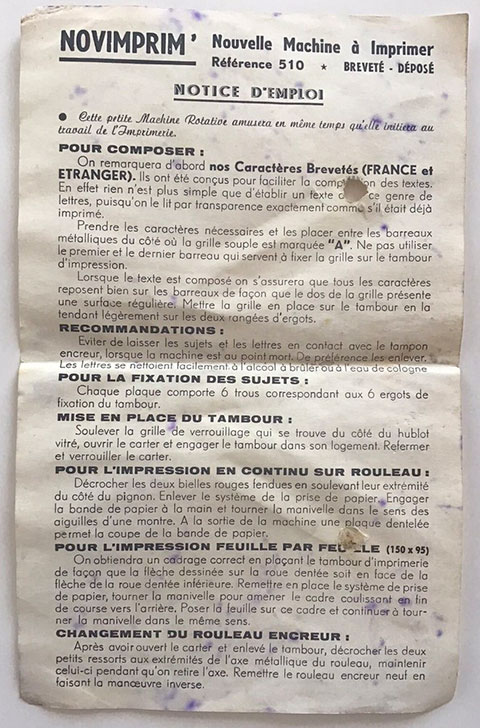 NOVIMPRIM' Nouvelle Machine à Imprimer
Référence 510 ★ BREVETÉ - DÉPOSÉ
NOTICE D'EMPLOI
● Cette petite Machine Rotative amusera en même temps qu'elle initiera au
travail de l'Imprimerie.
POUR COMPOSER :
On remarquera d'abord nos Caractères Brevetés (FRANCE et
ETRANGER). Ils ont été conçus pour faciliter la comp on des textes.
En effet rien n'est plus simple que d'établir un texte ce genre de
lettres, puisqu'on le lit par transparence exactement comme s'il était déjà
imprimé.
Prendre les caractères nécessaires et les placer entre les barreaux
métalliques du côté où la grille souple est marquée "A". Ne pas utiliser
le premier et le dernier barreau qui servent à fixer la grille sur le tambour
d'impression.
Lorsque le texte est composé on s'assurera que tous les caractères
reposent bien sur les barreaux de façon que le dos de la grille présente
une surface régulière. Mettre la grille en place sur le tambour en la
tendant légèrement sur les deux rangées d'ergots.
RECOMMANDATIONS :
Eviter de laisser les sujets et les lettres en contact avec le tampon
encreur, lorsque la machine est au point mort. De préférence les enlever.
Les lettres se nettoient facilement à l'alcool à brûler ou à l'eau de cologne
POUR LA FIXATION DES SUJETS :
Chaque plaque comporte 6 trous correspondant aux 6 ergots de
fixation du tambour.
MISE EN PLACE DU TAMBOUR :
Soulever la grille de verrouillage qui se trouve du côté du hublot
vitré, ouvrir le carter et engager le tambour dans son logement. Refermer
et verrouiller le carter.
POUR L'IMPRESSION EN CONTINU SUR ROULEAU :
Décrocher les deux bielles rouges fendues en soulevant leur extrémité
du côté du pignon. Enlever le système de la prise de papier. Engager
la bande de papier à la main et tourner la manivelle dans le sens des
aiguilles d'une montre. A la sortie de la machine une plaque dentelée
permet la coupe de la bande de papier.
POUR L'IMPRESSION FEUILLE PAR FEUILLE (150 x 95)
On obtiendra un cadrage correct en plaçant le tambour d'imprimerie
de façon que la flèche dessinée sur la roue dentée soit en face de la
flèche de la roue dentée inférieure. Remettre en place le système de prise
de papier, tourner la manivelle pour amener le cadre coulissant en fin
de course vers l'arrière. Poser la feuille sur ce cadre et continuer à tour-
ner la manivelle dans le même sens.
CHANGEMENT DU ROULEAU ENCREUR :
Après avoir ouvert le carter et enlevé le tambour, décrocher les deux
petits ressorts aux extrémités de l'axe métallique du rouleau, maintenir
celui-ci pendant qu'on retire l'axe. Remettre le rouleau encreur neuf en
faisant la manœuvre inverse.